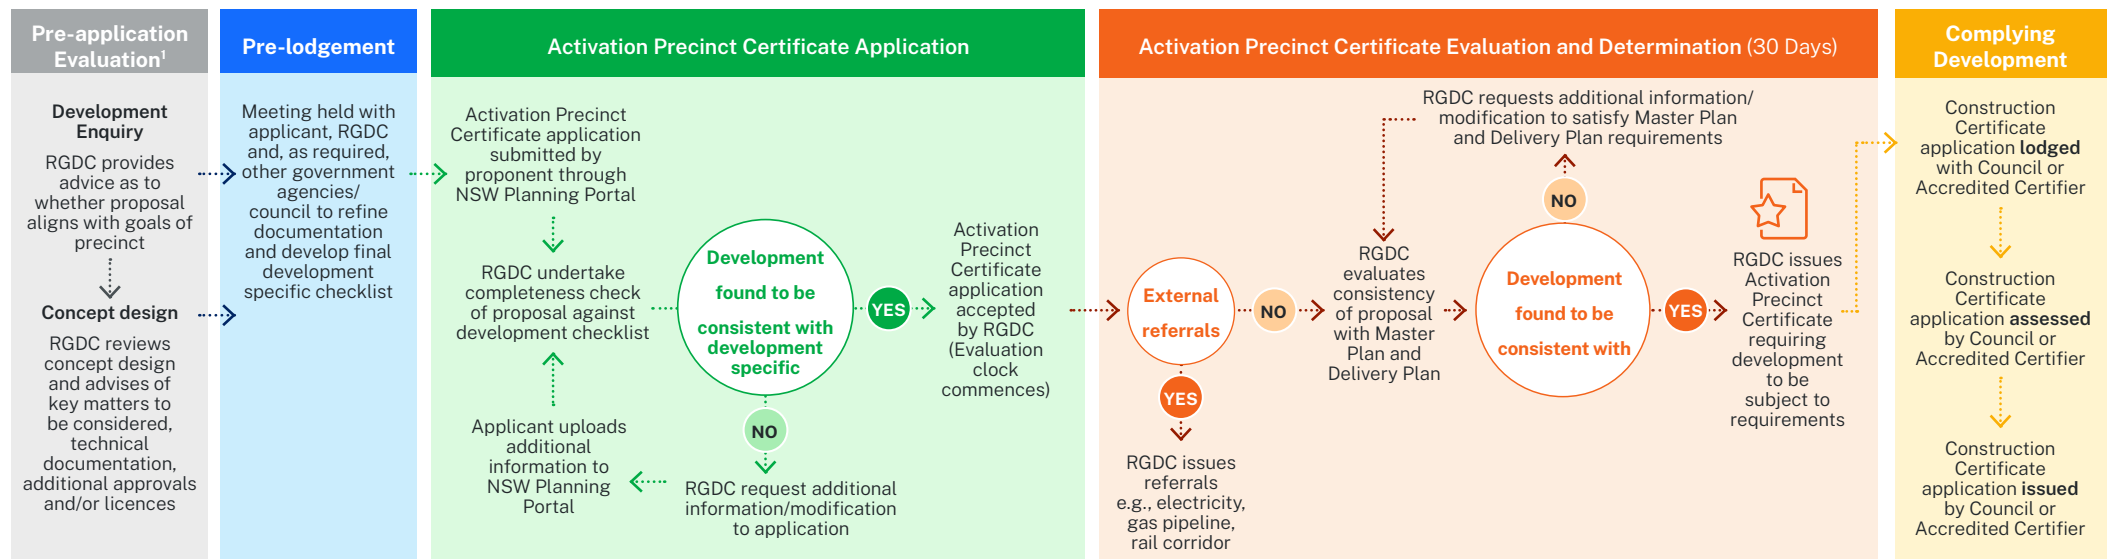 Pre-application
Evaluation¹
Development
Enquiry
RGDC provides
advice as to
whether proposal
aligns with goals of
precinct
Concept design
RGDC reviews
concept design
and advises of
key matters to
be considered,
technical
documentation,
additional approvals
and/or licences
Pre-lodgement
Meeting held with
applicant, RGDC
and, as required,
other government
agencies/
council to refine
documentation
and develop final
development
specific checklist
Activation Precinct Certificate Application
Activation Precinct
Certificate application
submitted by
proponent through
NSW Planning Portal
RGDC undertake
completeness check
of proposal against
development checklist
Development
found to be
consistent with
development
specific
YES
Activation
Precinct
Certificate
application
accepted
by RGDC
(Evaluation
clock
commences)
NO
RGDC request additional
information/modification
to application
Applicant uploads
additional
information to
NSW Planning
Portal
Activation Precinct Certificate Evaluation and Determination (30 Days)
External
referrals
YES
RGDC issues
referrals
e.g., electricity,
gas pipeline,
rail corridor
NO
RGDC
evaluates
consistency
of proposal
with Master
Plan and
Delivery Plan
Development
found to be
consistent with
NO
RGDC requests additional information/
modification to satisfy Master Plan
and Delivery Plan requirements
YES
RGDC issues
Activation
Precinct
Certificate
requiring
development
to be
subject to
requirements
Complying
Development
Construction
Certificate
application lodged
with Council or
Accredited Certifier
Construction
Certificate
application assessed
by Council or
Accredited Certifier
Construction
Certificate
application issued
by Council or
Accredited Certifier